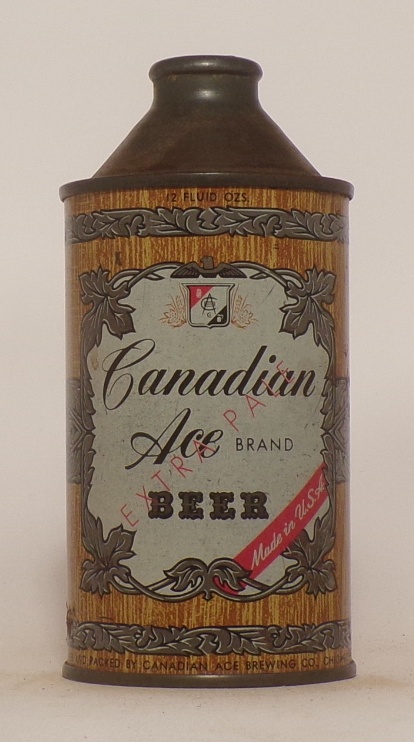 12 FLUID OZS.
Canadian
Ace BRAND
EXTRA PALE
BEER
Made in U.S.A.
PACKED BY CANADIAN ACE BREWING CO.